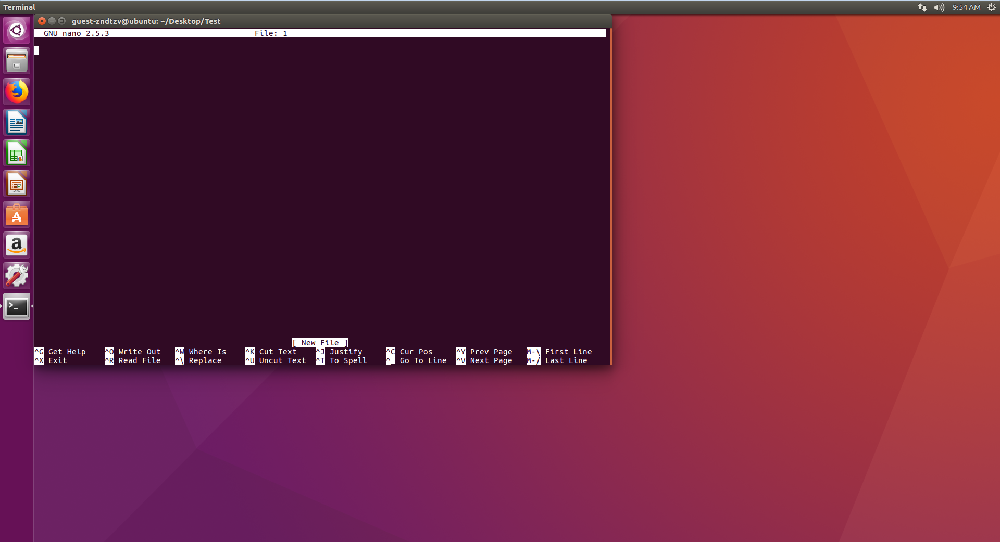 Terminal
9:54 AM
guest-zndtzv@ubuntu: ~/Desktop/Test
GNU nano 2.5.3 File: 1
[ New File ]
^G Get Help ^O Write Out ^W Where Is ^K Cut Text ^J Justify ^C Cur Pos ^Y Prev Page M-\ First Line
^X Exit ^R Read File ^\ Replace ^U Uncut Text ^T To Spell ^_ Go To Line ^V Next Page M-/ Last Line